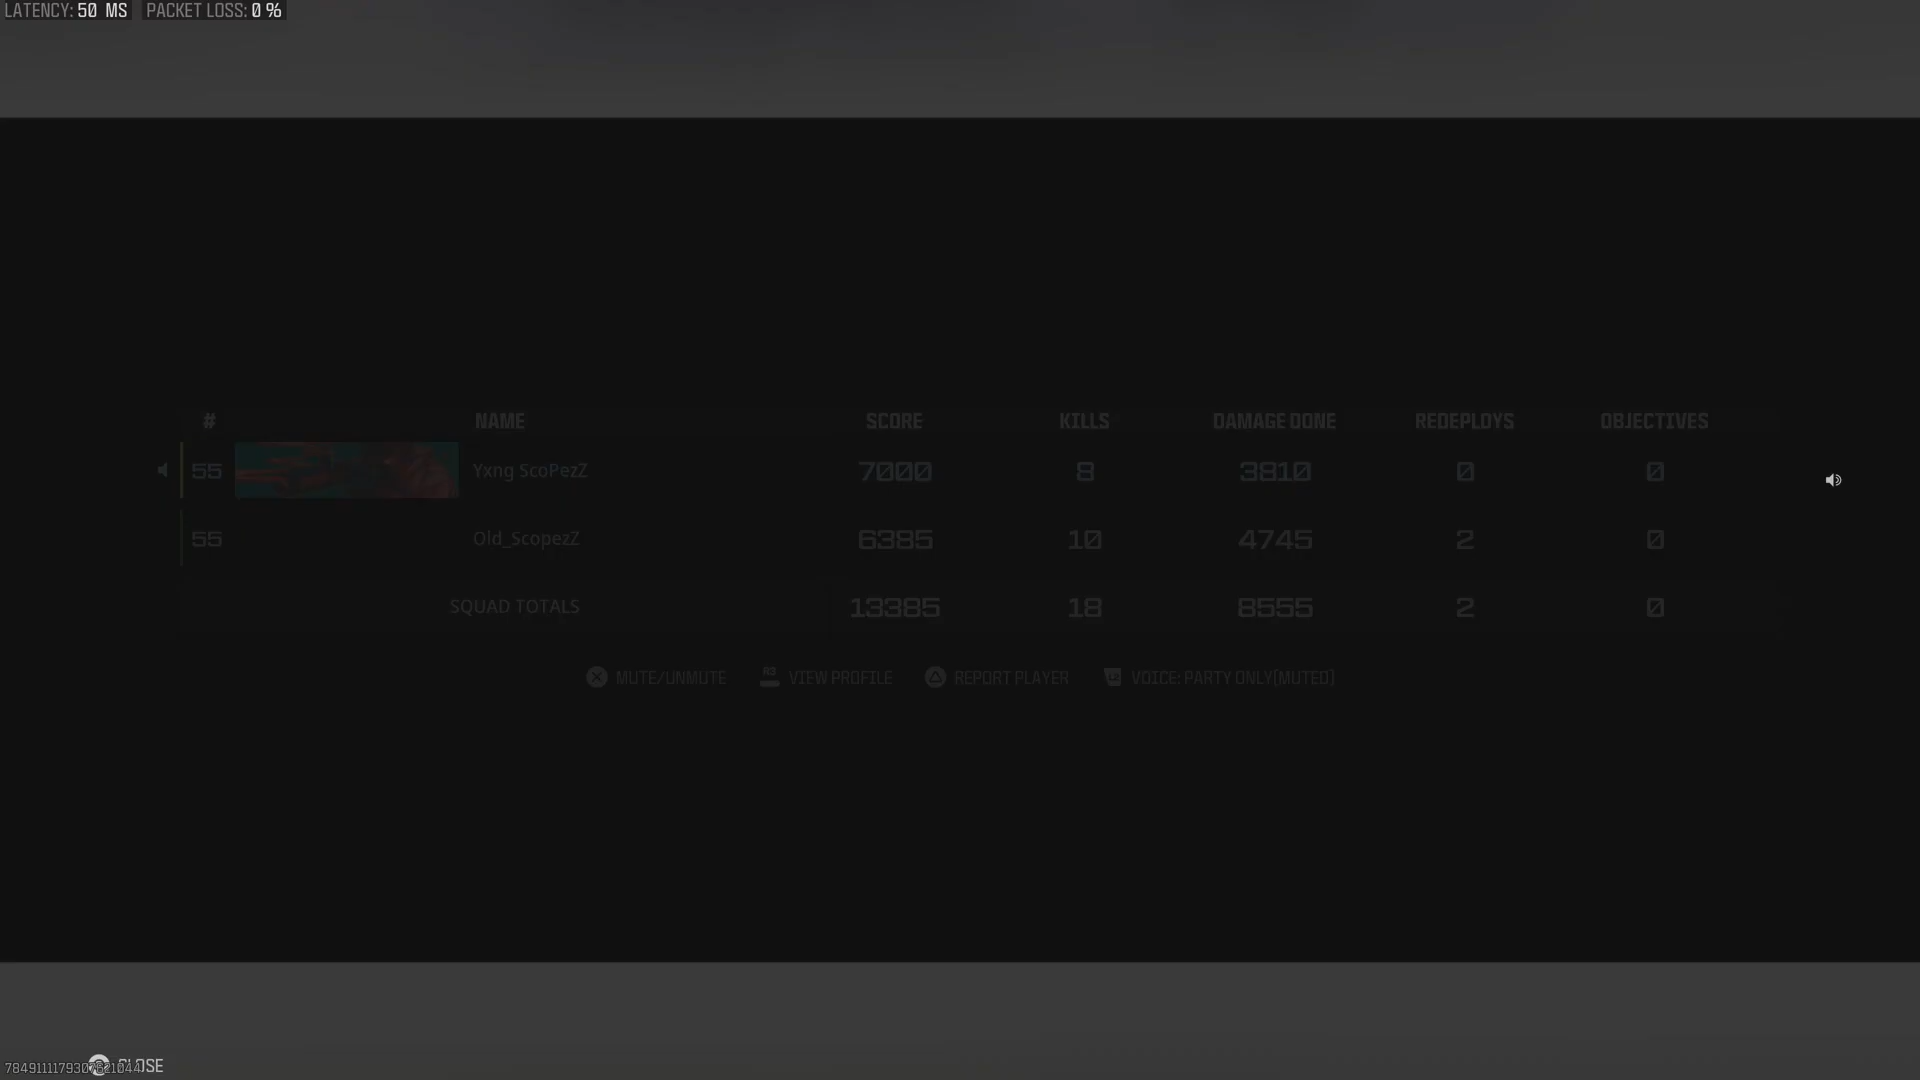 LATENCY: 50 MS PACKET LOSS: 0 %
# NAME SCORE KILLS DAMAGE DONE REDEPLOYS OBJECTIVES
55 Yxng ScoPezZ 7000 8 3810 0 0
55 Old_ScopezZ 6385 10 4745 2 0
SQUAD TOTALS 13385 18 8555 2 0
MUTE/UNMUTE R3 VIEW PROFILE REPORT PLAYER VOICE: PARTY ONLY(MUTED)
CLOSE